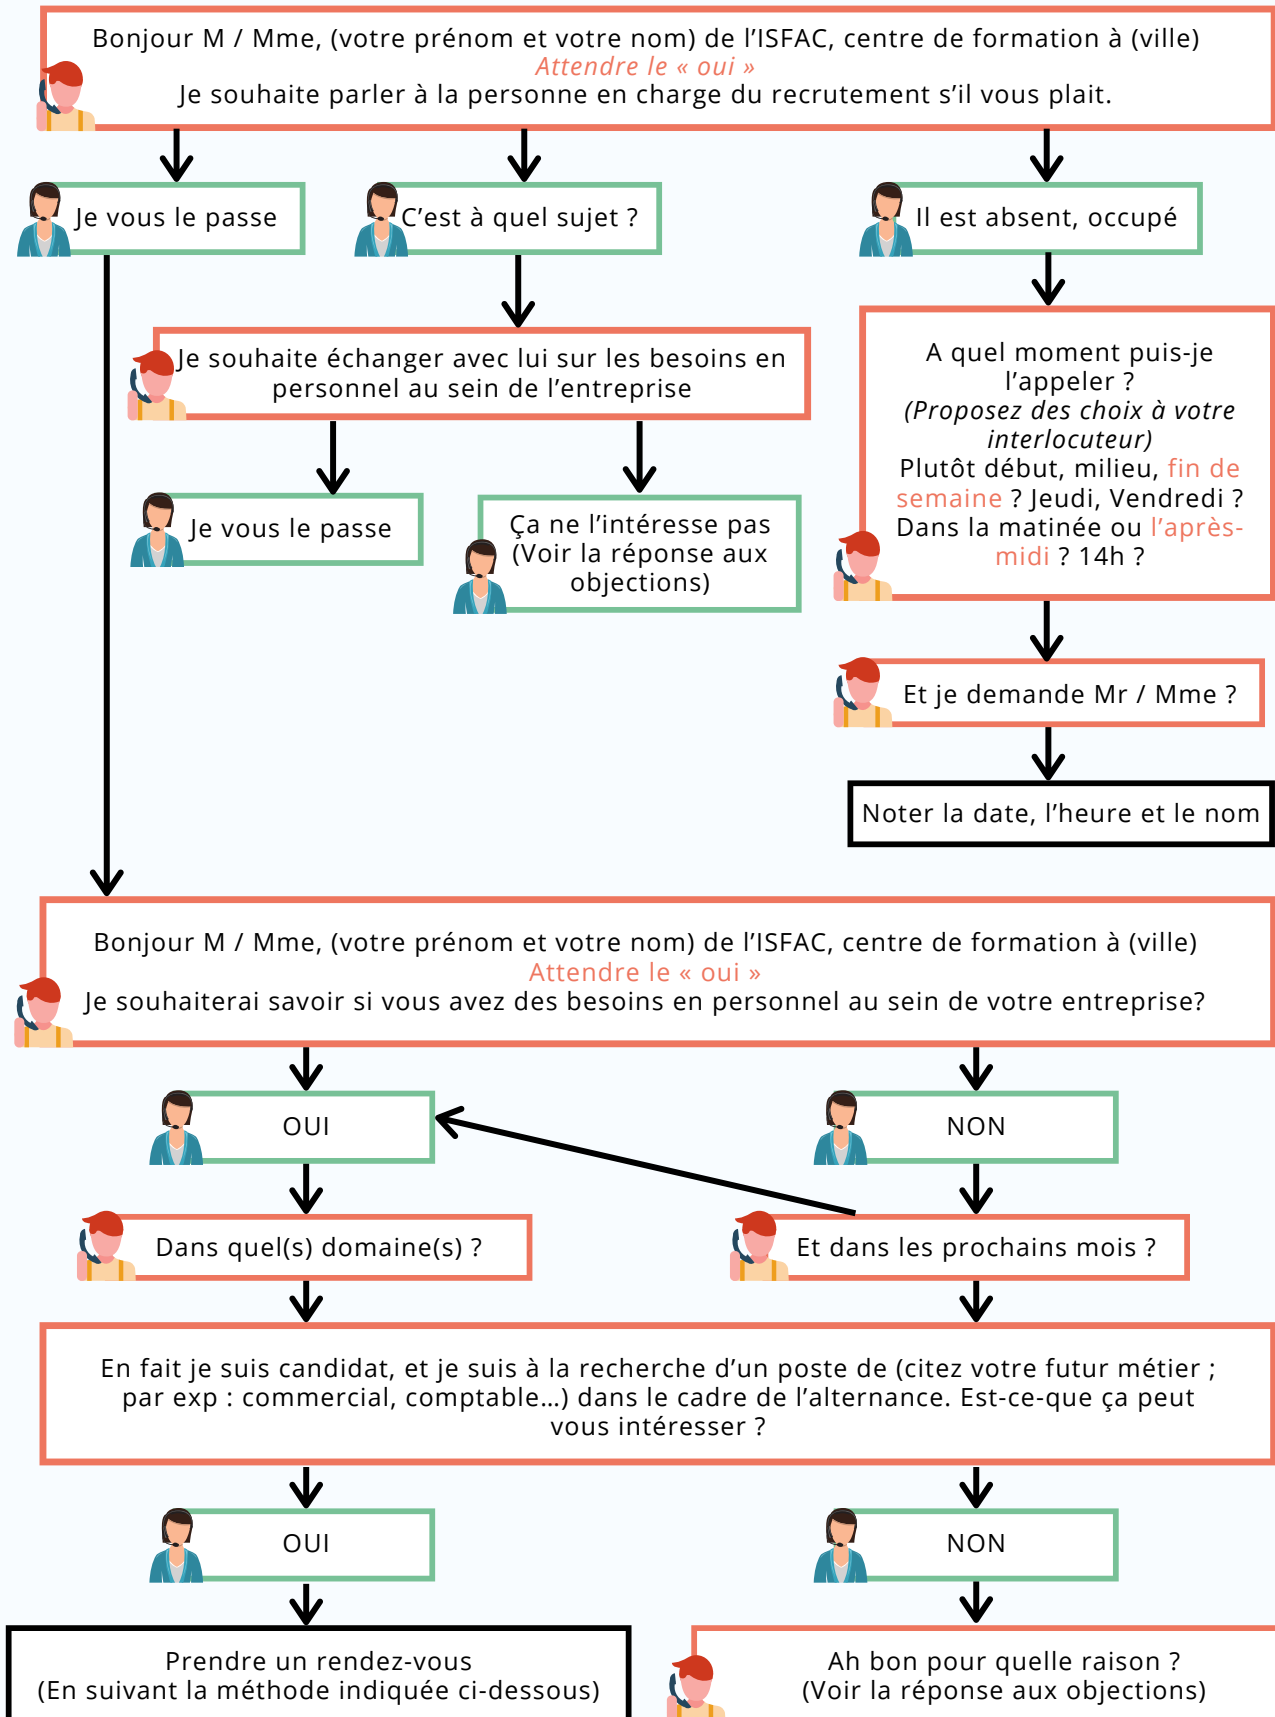 Bonjour M / Mme, (votre prénom et votre nom) de l’ISFAC, centre de formation à (ville)
Attendre le « oui »
Je souhaite parler à la personne en charge du recrutement s’il vous plait.
Je vous le passe
C’est à quel sujet ?
Il est absent, occupé
Je souhaite échanger avec lui sur les besoins en
personnel au sein de l’entreprise
A quel moment puis-je
l’appeler ?
(Proposez des choix à votre
interlocuteur)
Plutôt début, milieu, fin de
semaine ? Jeudi, Vendredi ?
Dans la matinée ou l’après-
midi ? 14h ?
Je vous le passe
Ça ne l’intéresse pas
(Voir la réponse aux
objections)
Et je demande Mr / Mme ?
Noter la date, l’heure et le nom
Bonjour M / Mme, (votre prénom et votre nom) de l’ISFAC, centre de formation à (ville)
Attendre le « oui »
Je souhaiterai savoir si vous avez des besoins en personnel au sein de votre entreprise?
OUI
NON
Dans quel(s) domaine(s) ?
Et dans les prochains mois ?
En fait je suis candidat, et je suis à la recherche d’un poste de (citez votre futur métier ;
par exp : commercial, comptable…) dans le cadre de l’alternance. Est-ce-que ça peut
vous intéresser ?
OUI
NON
Prendre un rendez-vous
(En suivant la méthode indiquée ci-dessous)
Ah bon pour quelle raison ?
(Voir la réponse aux objections)